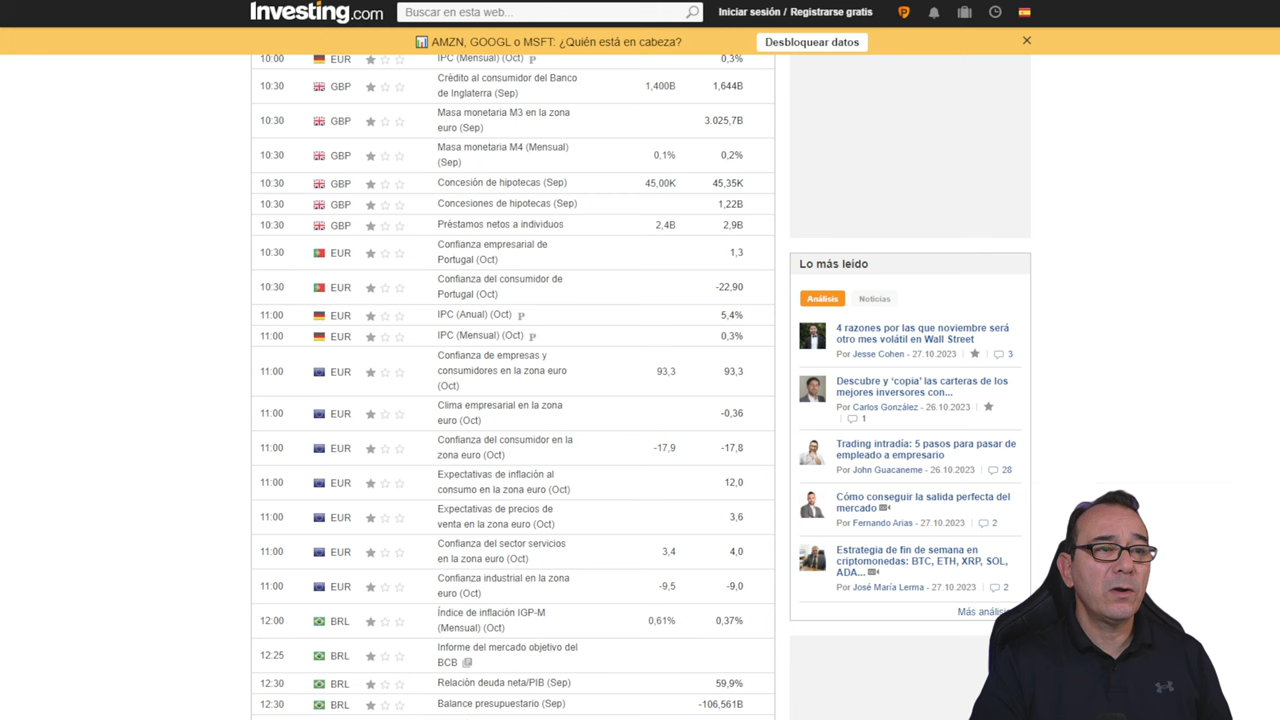 Investing.com
Buscar en esta web...
Iniciar sesión / Registrarse gratis
AMZN, GOOGL o MSFT: ¿Quién está en cabeza?
Desbloquear datos
10:00 EUR IPC (Mensual) (Oct) P 0,3%
10:30 GBP Crédito al consumidor del Banco
de Inglaterra (Sep) 1,400B 1,644B
10:30 GBP Masa monetaria M3 en la zona
euro (Sep) 3.025,7B
10:30 GBP Masa monetaria M4 (Mensual)
(Sep) 0,1% 0,2%
10:30 GBP Concesión de hipotecas (Sep) 45,00K 45,35K
10:30 GBP Concesiones de hipotecas (Sep) 1,22B
10:30 GBP Préstamos netos a individuos 2,4B 2,9B
10:30 EUR Confianza empresarial de
Portugal (Oct) 1,3
10:30 EUR Confianza del consumidor de
Portugal (Oct) -22,90
11:00 EUR IPC (Anual) (Oct) P 5,4%
11:00 EUR IPC (Mensual) (Oct) P 0,3%
11:00 EUR Confianza de empresas y
consumidores en la zona euro
(Oct) 93,3 93,3
11:00 EUR Clima empresarial en la zona
euro (Oct) -0,36
11:00 EUR Confianza del consumidor en la
zona euro (Oct) -17,9 -17,8
11:00 EUR Expectativas de inflación al
consumo en la zona euro (Oct) 12,0
11:00 EUR Expectativas de precios de
venta en la zona euro (Oct) 3,6
11:00 EUR Confianza del sector servicios
en la zona euro (Oct) 3,4 4,0
11:00 EUR Confianza industrial en la zona
euro (Oct) -9,5 -9,0
12:00 BRL Índice de inflación IGP-M
(Mensual) (Oct) 0,61% 0,37%
12:25 BRL Informe del mercado objetivo del
BCB
12:30 BRL Relación deuda neta/PIB (Sep) 59,9%
12:30 BRL Balance presupuestario (Sep) -106,561B
Lo más leido
Análisis
Noticias
4 razones por las que noviembre será
otro mes volátil en Wall Street
Por Jesse Cohen - 27.10.2023 3
Descubre y ‘copia’ las carteras de los
mejores inversores con...
Por Carlos González - 26.10.2023
1
Trading intradía: 5 pasos para pasar de
empleado a empresario
Por John Guacaneme - 26.10.2023 28
Cómo conseguir la salida perfecta del
mercado
Por Fernando Arias - 27.10.2023 2
Estrategia de fin de semana en
criptomonedas: BTC, ETH, XRP, SOL,
ADA...
Por José María Lerma - 27.10.2023 2
Más análisis